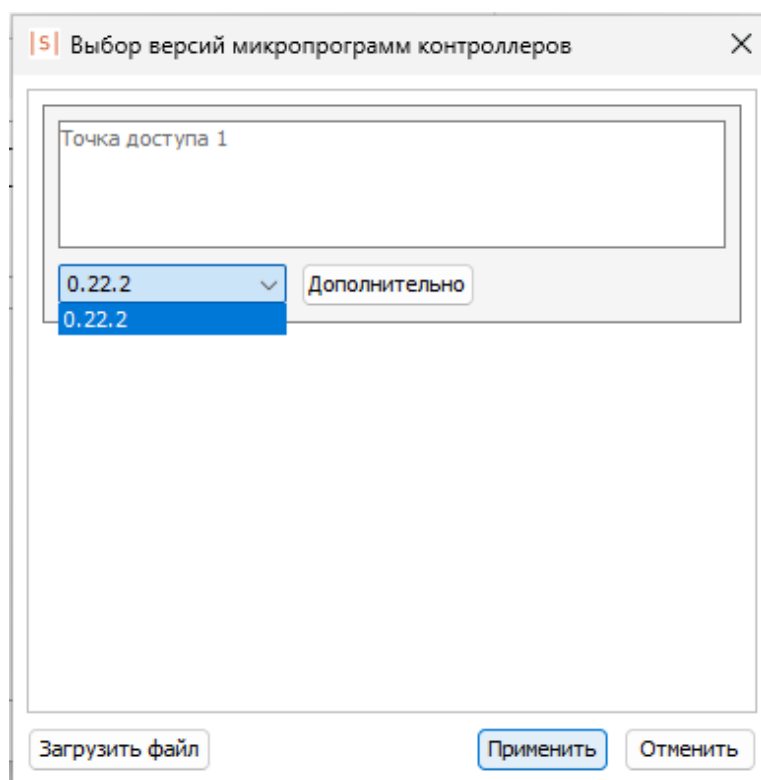 |S| Выбор версий микропрограмм контроллеров
Точка доступа 1
0.22.2
Дополнительно
0.22.2
Загрузить файл
Применить
Отменить